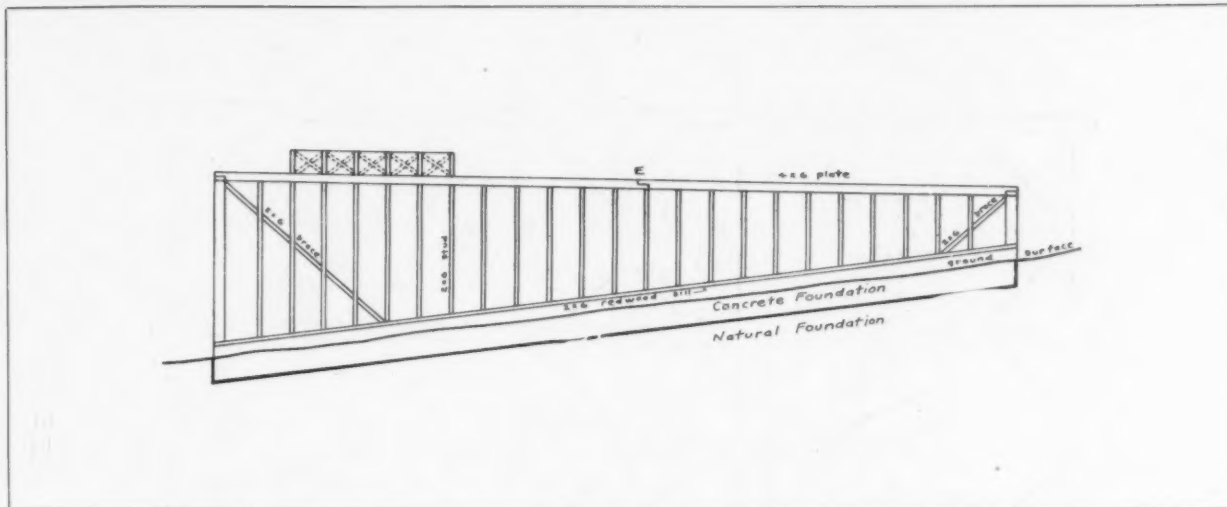 E
4x6 plate
2x6 brace
2x6 stud
2x6 brace
2x6 redwood sill
ground surface
Concrete Foundation
Natural Foundation